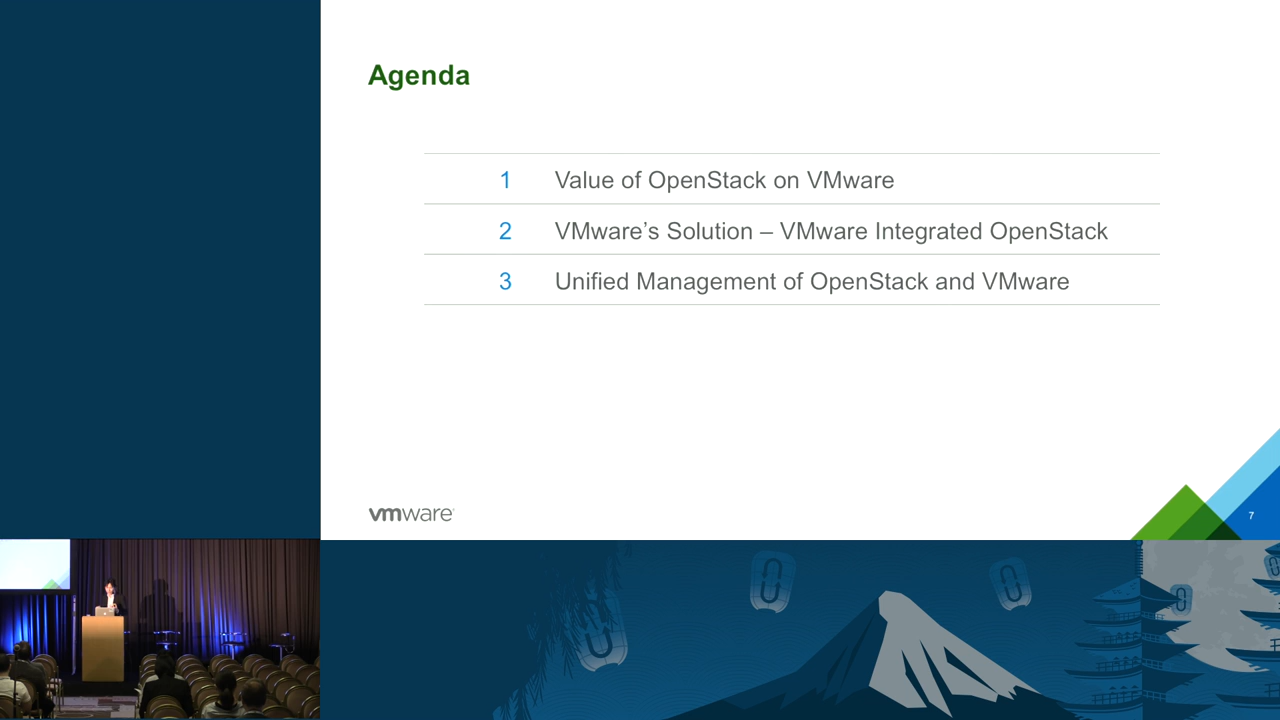 Agenda
1 Value of OpenStack on VMware
2 VMware’s Solution – VMware Integrated OpenStack
3 Unified Management of OpenStack and VMware
vmware
7